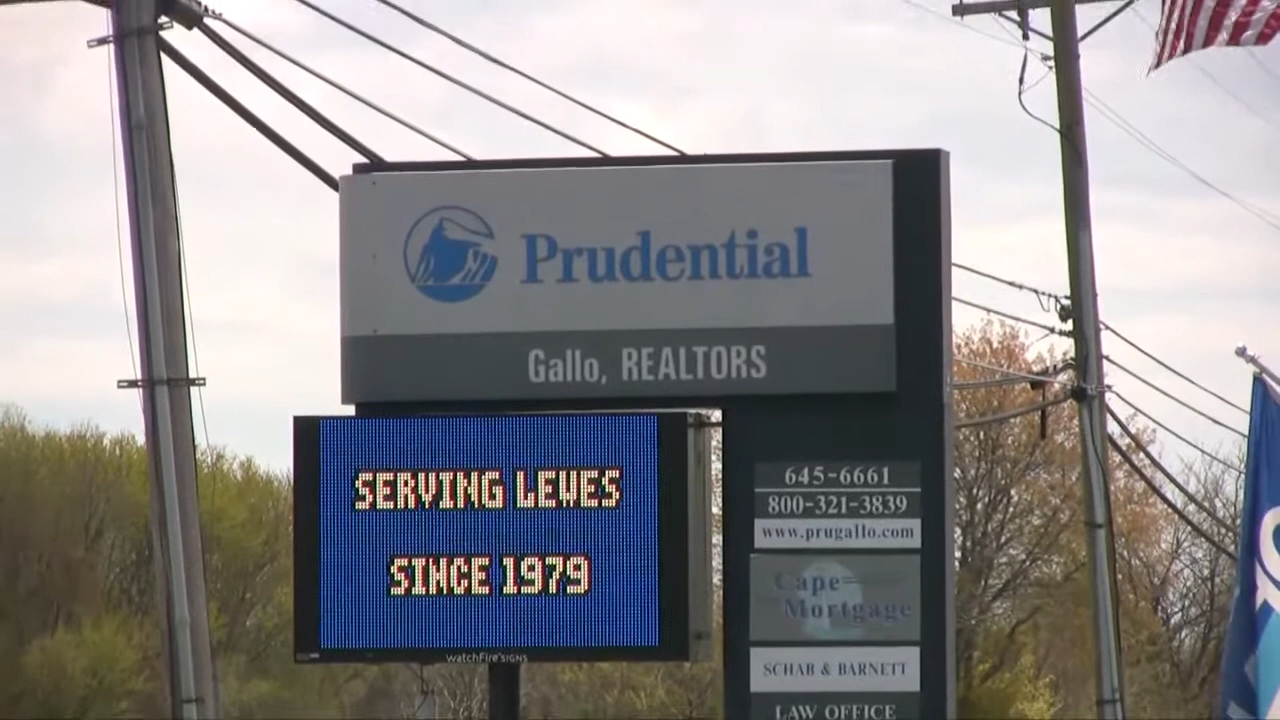 Prudential
Gallo, REALTORS
SERVING LEWES
SINCE 1979
watchFire SIGNS
645-6661
800-321-3839
www.prugallo.com
Cape
Mortgage
SCHAB & BARNETT
LAW OFFICE